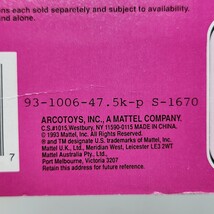 ns each sold separately and subject to availability.
nd alone.
93-1006-47.5k-p S-1670
ARCOTOYS, INC., A MATTEL COMPANY.
C.S.#1015,Westbury, NY 11590-0115 MADE IN CHINA.
© 1993 Mattel, Inc. All Rights Reserved.
® and TM designate U.S. Trademarks of Mattel, Inc.
Mattel U.K. Ltd., Meridian West, Leicester LE3 2WT
Mattel Australia Pty., Ltd.,
Port Melbourne, Victoria 3207
Retain this address for
7